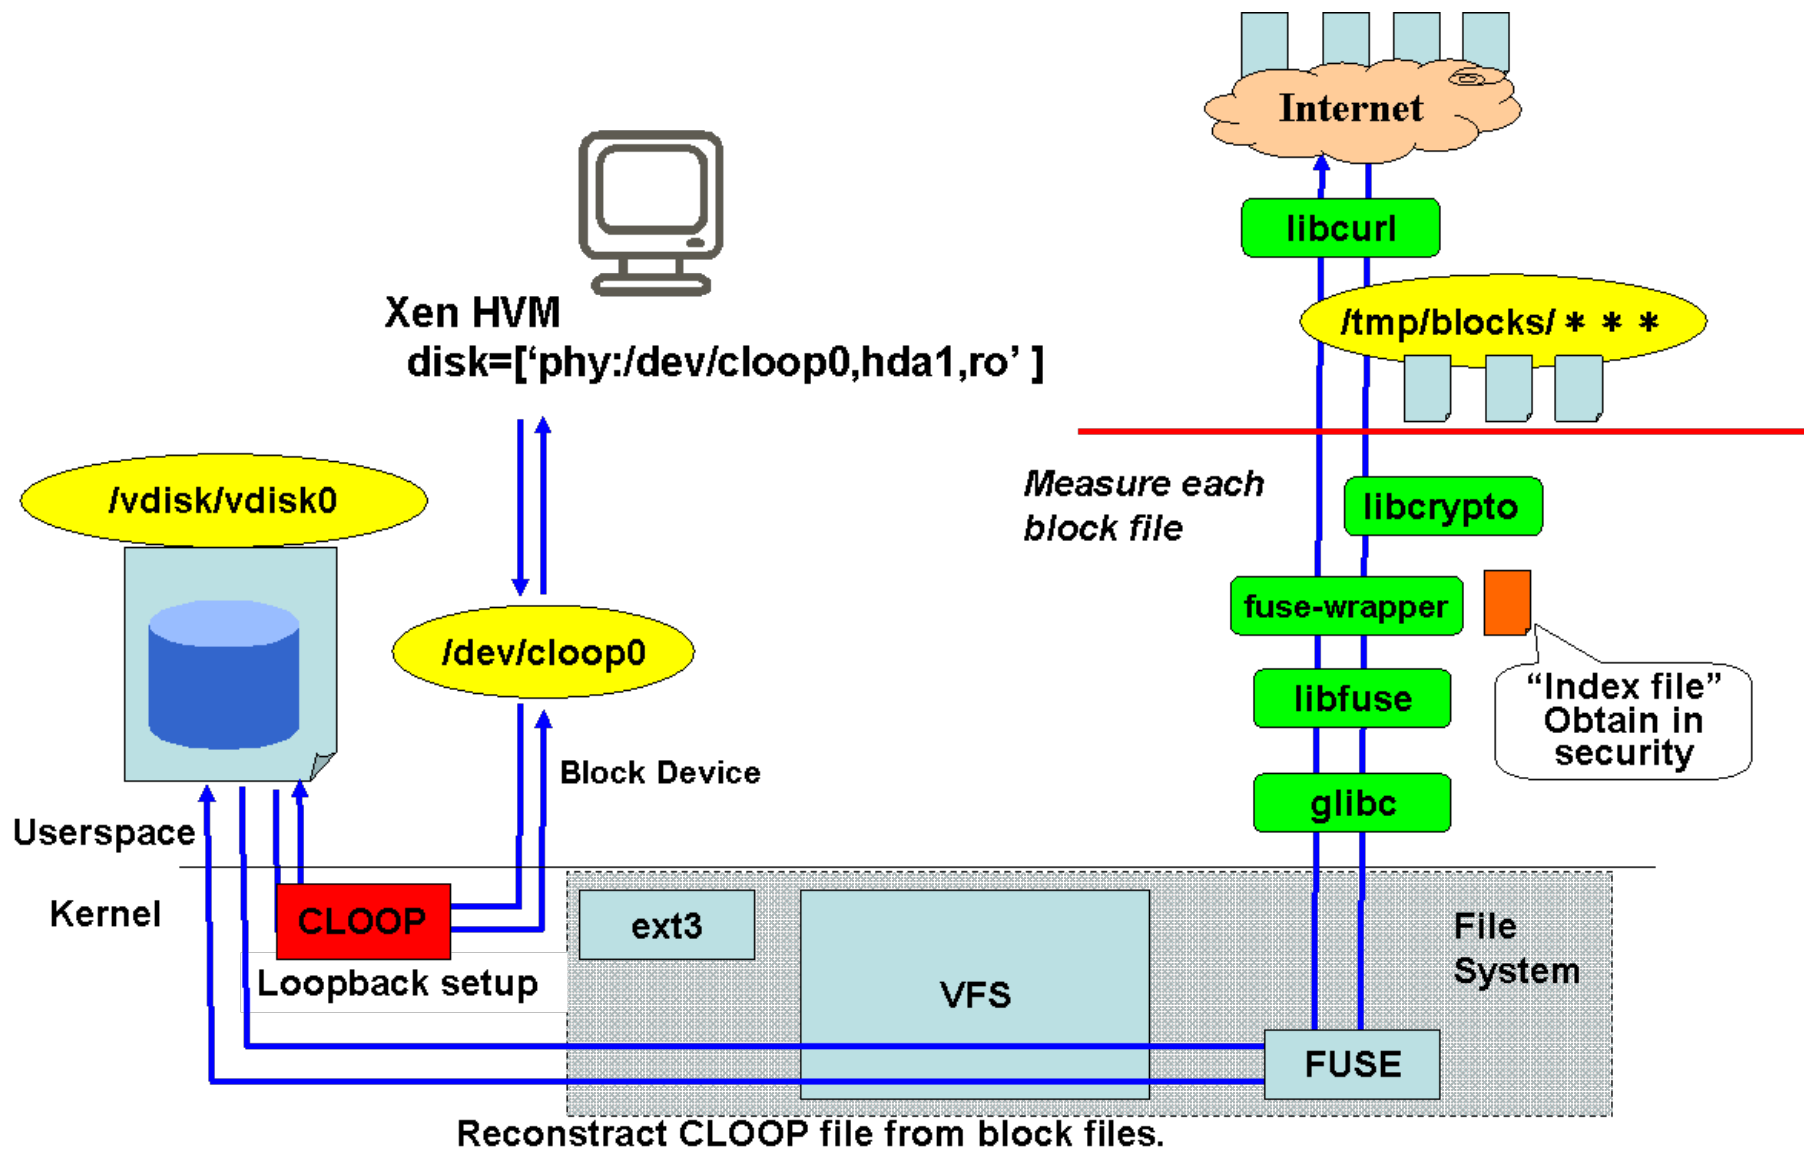 Internet
libcurl
/tmp/blocks/＊＊＊
Xen HVM
disk=[‘phy:/dev/cloop0,hda1,ro’ ]
Measure each
block file
libcrypto
/vdisk/vdisk0
fuse-wrapper
/dev/cloop0
libfuse
“Index file”
Obtain in
security
Block Device
glibc
Userspace
Kernel
CLOOP
ext3
File
System
Loopback setup
VFS
FUSE
Reconstract CLOOP file from block files.